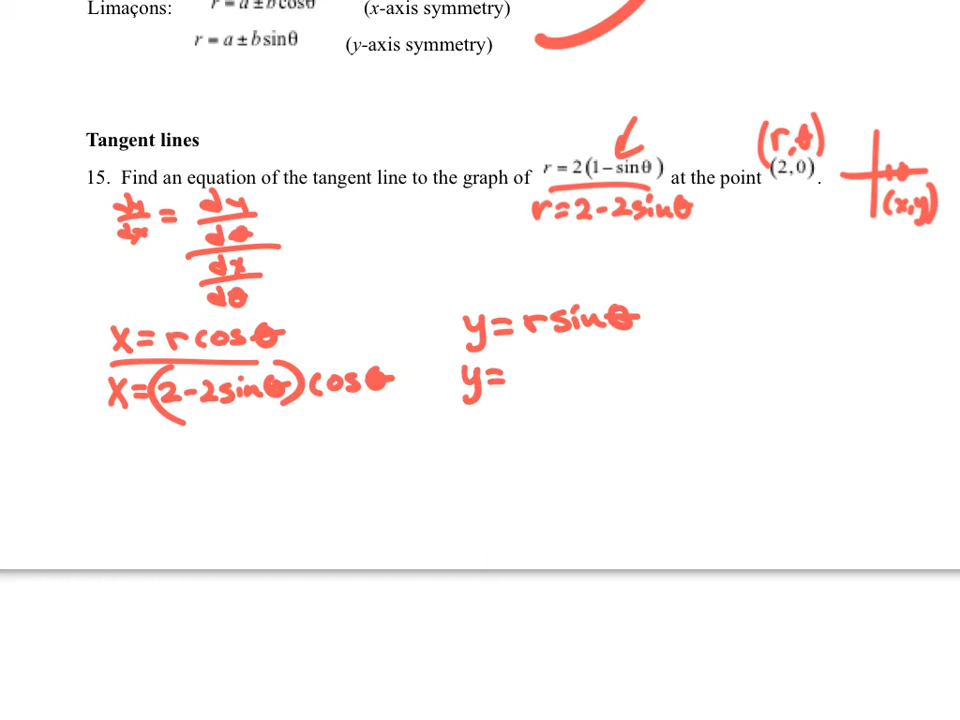 Limaçons: r = a ± b cosθ (x-axis symmetry)
r = a ± b sinθ (y-axis symmetry)
Tangent lines
(r,θ)
15. Find an equation of the tangent line to the graph of r = 2(1 – sinθ) at the point (2,0).
r=2-2sinθ
(x,y)
dy/dx = dy/dθ / dx/dθ
x=rcosθ y=rsinθ
x=(2-2sinθ)cosθ y=